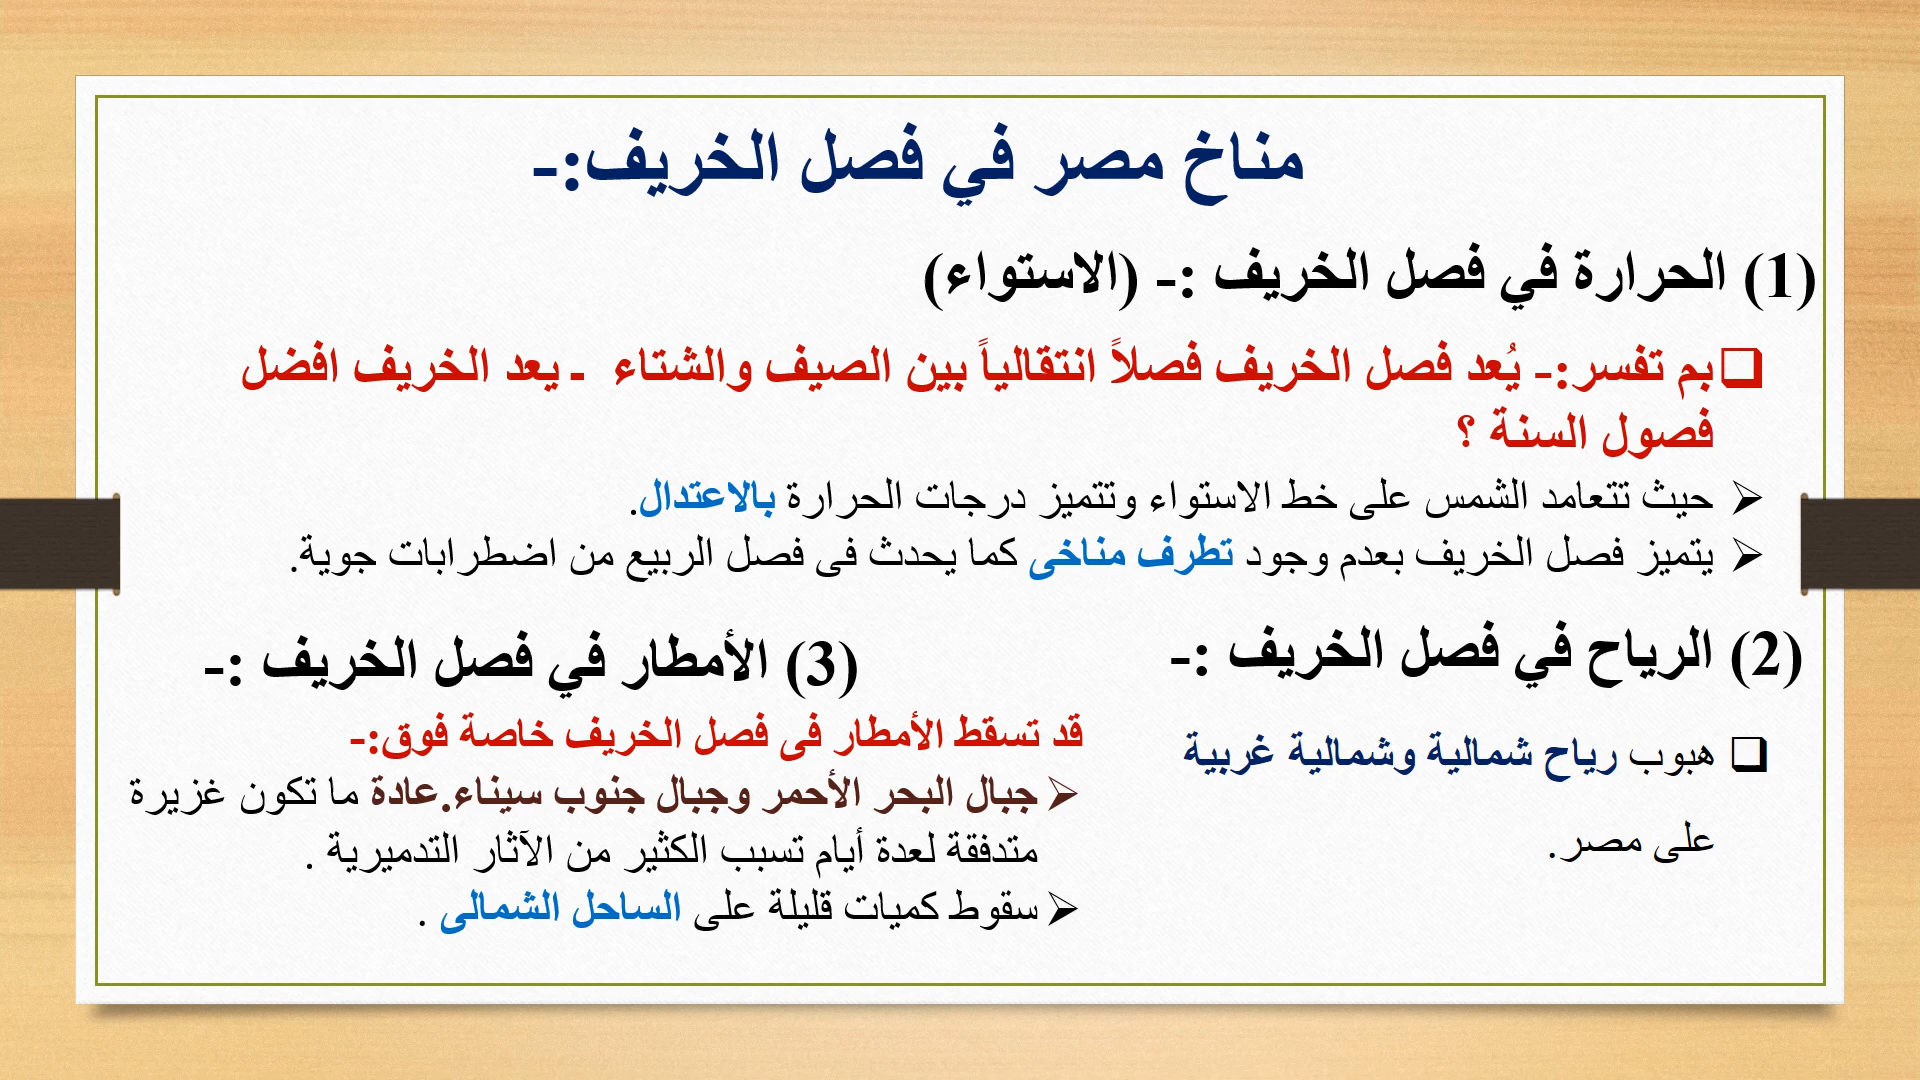 مناخ مصر في فصل الخريف:-
(1) الحرارة في فصل الخريف :- (الاستواء)
❑ بم تفسر:- يُعد فصل الخريف فصلاً انتقالياً بين الصيف والشتاء - يعد الخريف افضل
فصول السنة ؟
➢ حيث تتعامد الشمس على خط الاستواء وتتميز درجات الحرارة بالاعتدال.
➢ يتميز فصل الخريف بعدم وجود تطرف مناخى كما يحدث فى فصل الربيع من اضطرابات جوية.
(2) الرياح في فصل الخريف :-
❑ هبوب رياح شمالية وشمالية غربية
على مصر.
(3) الأمطار في فصل الخريف :-
قد تسقط الأمطار فى فصل الخريف خاصة فوق:-
➢ جبال البحر الأحمر وجبال جنوب سيناء.عادة ما تكون غزيرة
متدفقة لعدة أيام تسبب الكثير من الآثار التدميرية .
➢ سقوط كميات قليلة على الساحل الشمالى .